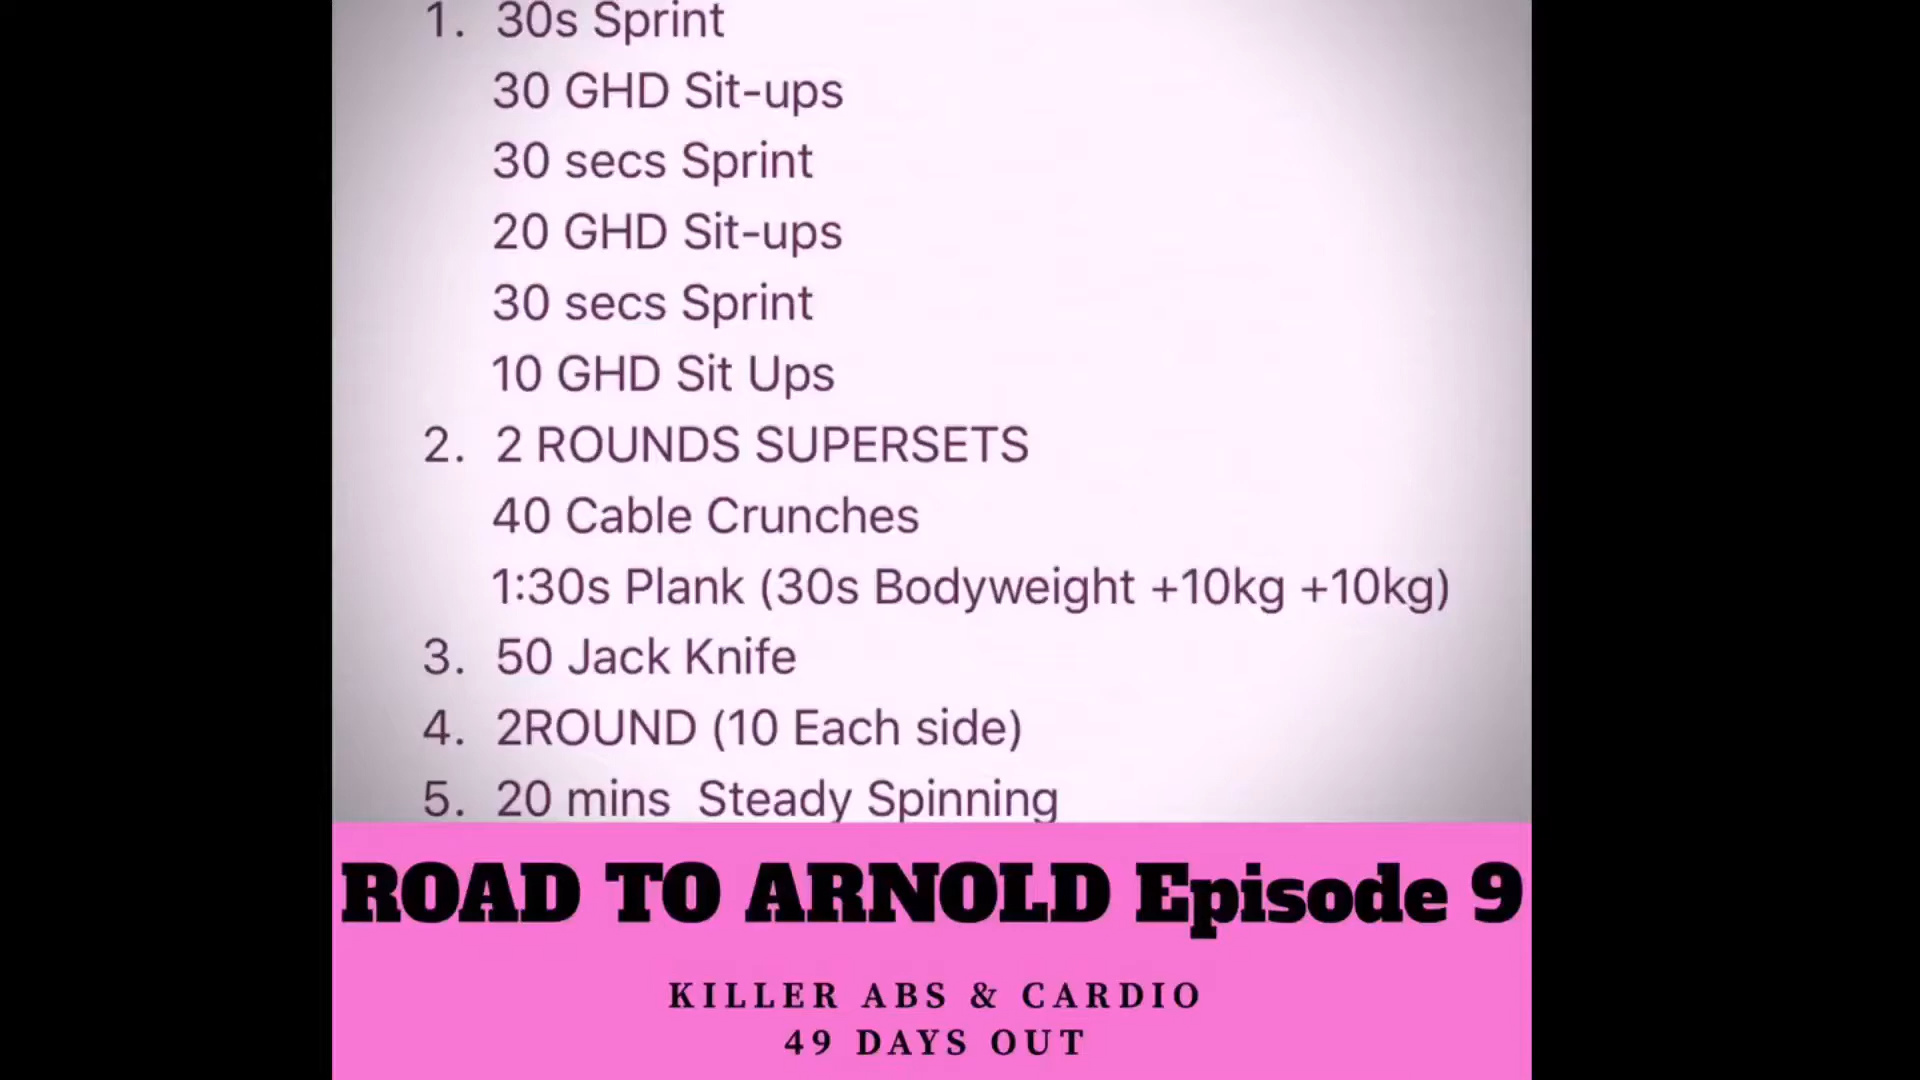 1. 30s Sprint
30 GHD Sit-ups
30 secs Sprint
20 GHD Sit-ups
30 secs Sprint
10 GHD Sit Ups
2. 2 ROUNDS SUPERSETS
40 Cable Crunches
1:30s Plank (30s Bodyweight +10kg +10kg)
3. 50 Jack Knife
4. 2ROUND (10 Each side)
5. 20 mins  Steady Spinning
ROAD TO ARNOLD Episode 9
KILLER ABS & CARDIO
49 DAYS OUT